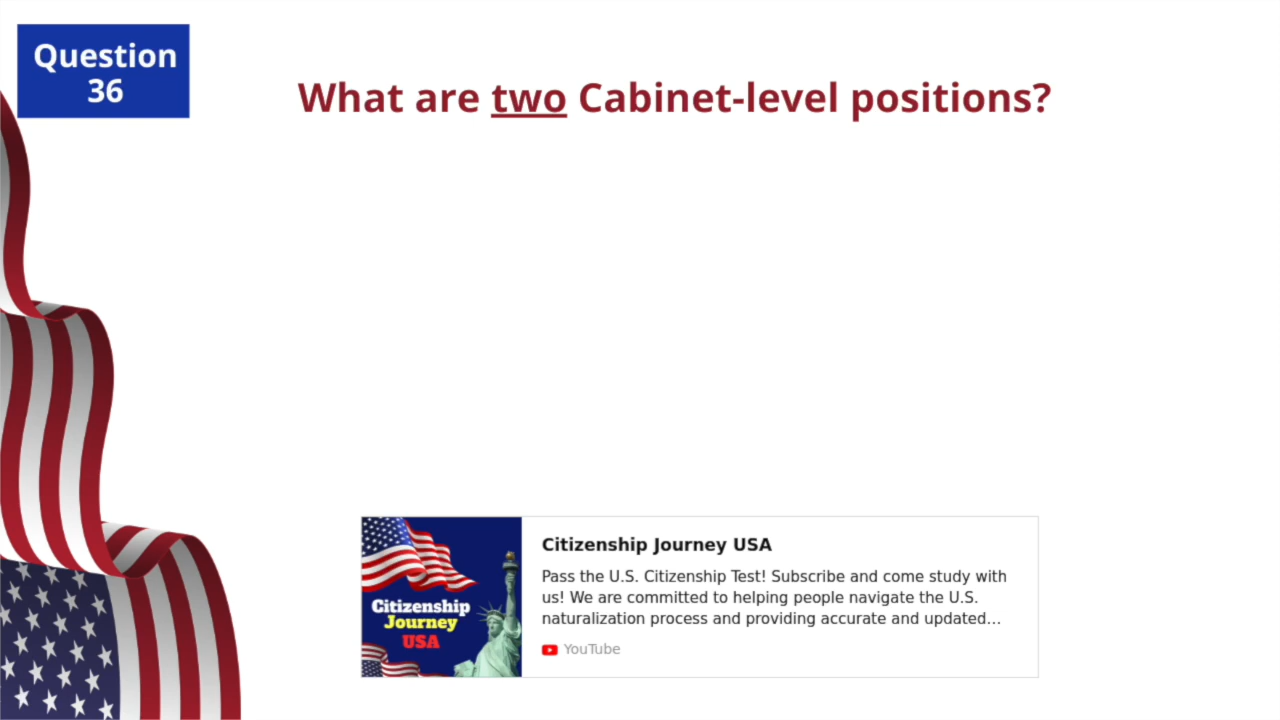 Question
36
What are two Cabinet-level positions?
Citizenship Journey USA
Pass the U.S. Citizenship Test! Subscribe and come study with
us! We are committed to helping people navigate the U.S.
naturalization process and providing accurate and updated...
YouTube
Citizenship
Journey
USA